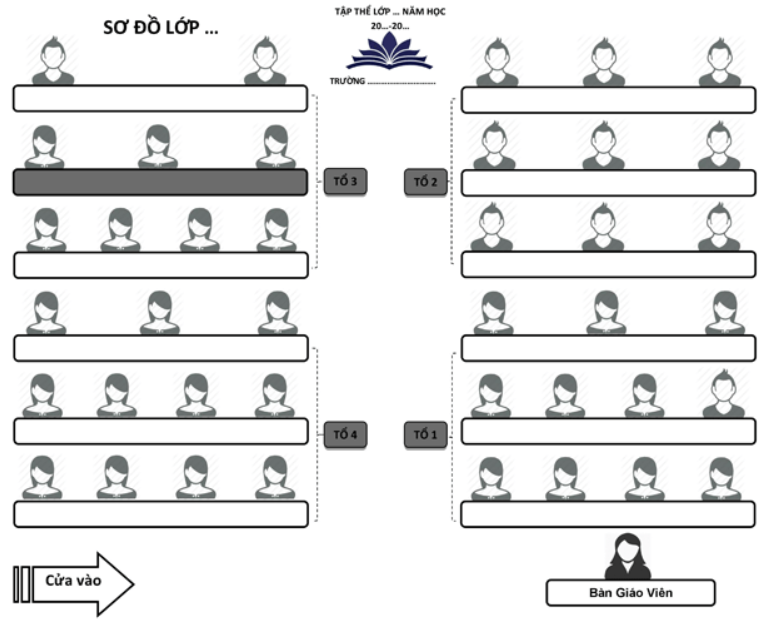 SƠ ĐỒ LỚP ...
TẬP THỂ LỚP ... NĂM HỌC
20...-20...
TRƯỜNG ................................
TỔ 3
TỔ 2
TỔ 4
TỔ 1
Cửa vào
Bàn Giáo Viên